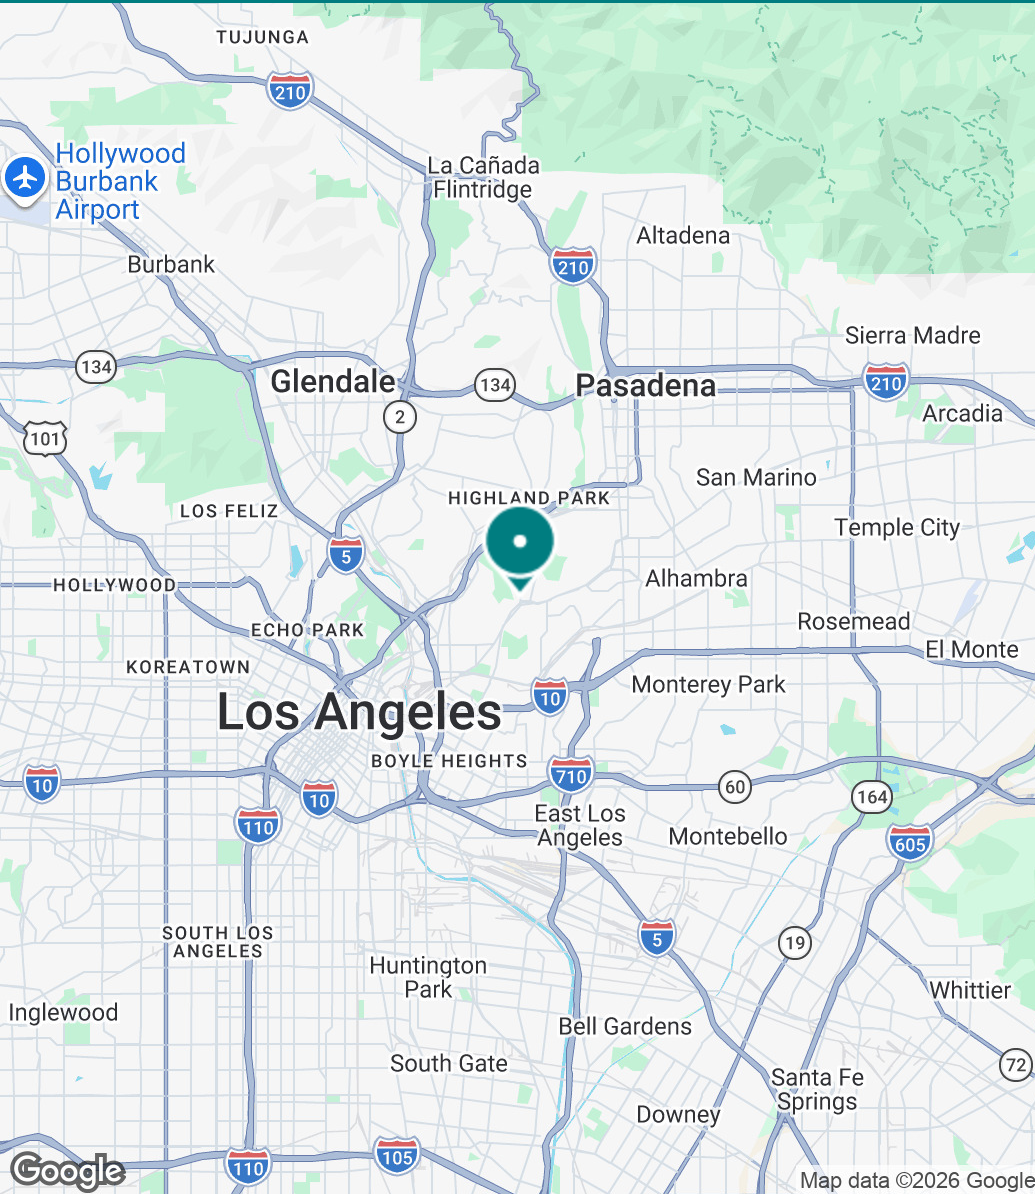 TUJUNGA
210
Hollywood
Burbank
Airport
La Cañada
Flintridge
Altadena
Burbank
210
Sierra Madre
134
Glendale
134
Pasadena
210
2
Arcadia
101
San Marino
HIGHLAND PARK
LOS FELIZ
Temple City
5
HOLLYWOOD
Alhambra
ECHO PARK
Rosemead
El Monte
KOREATOWN
Monterey Park
10
Los Angeles
BOYLE HEIGHTS
710
10
60
10
164
110
East Los
Angeles
Montebello
605
SOUTH LOS
ANGELES
5
19
Huntington
Park
Whittier
Inglewood
Bell Gardens
South Gate
72
Santa Fe
Springs
Downey
105
110
Google
Map data ©2026 Google